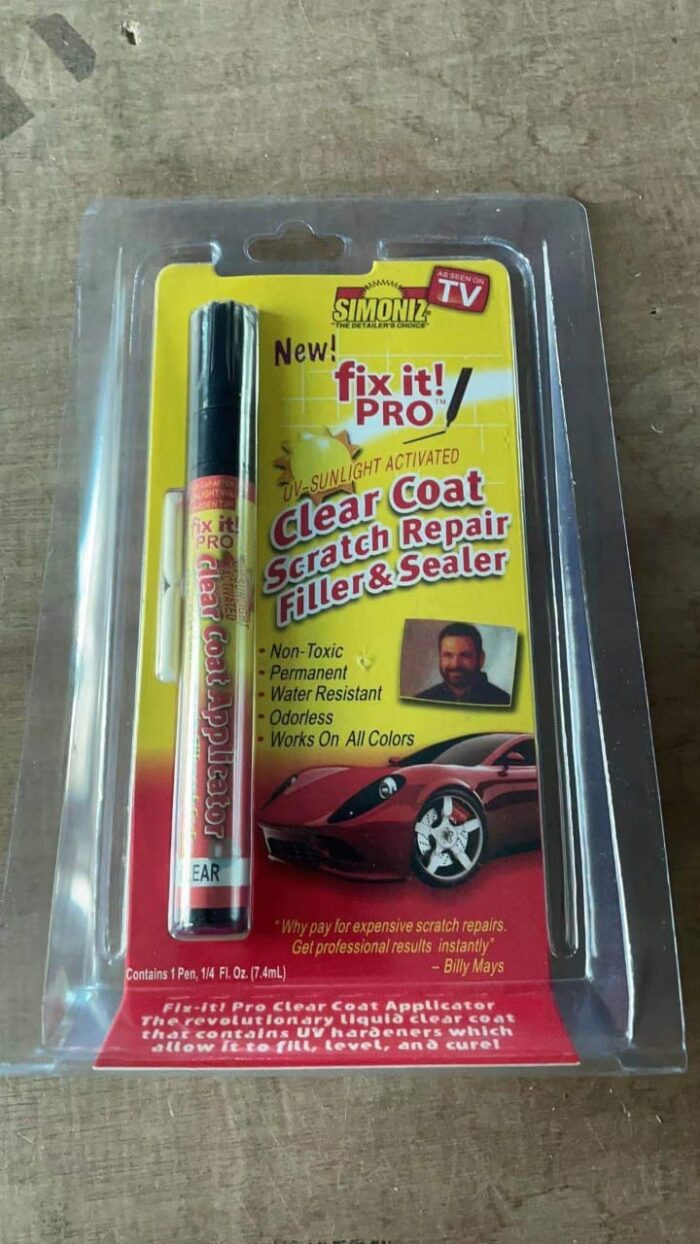 AS SEEN ON
TV
SIMONIZ
"THE DETAILER'S CHOICE"
New!
fix it!
PRO™
UV-SUNLIGHT ACTIVATED
Clear Coat
Scratch Repair
Filler & Sealer
• Non-Toxic
• Permanent
• Water Resistant
• Odorless
• Works On All Colors
fix it!
PRO
Clear Coat Applicator
EAR
"Why pay for expensive scratch repairs.
Get professional results instantly"
– Billy Mays
Contains 1 Pen, 1/4 Fl. Oz. (7.4mL)
Fix-it! Pro Clear Coat Applicator
The revolutionary liquid clear coat
that contains UV hardeners which
allow it to fill, level, and cure!